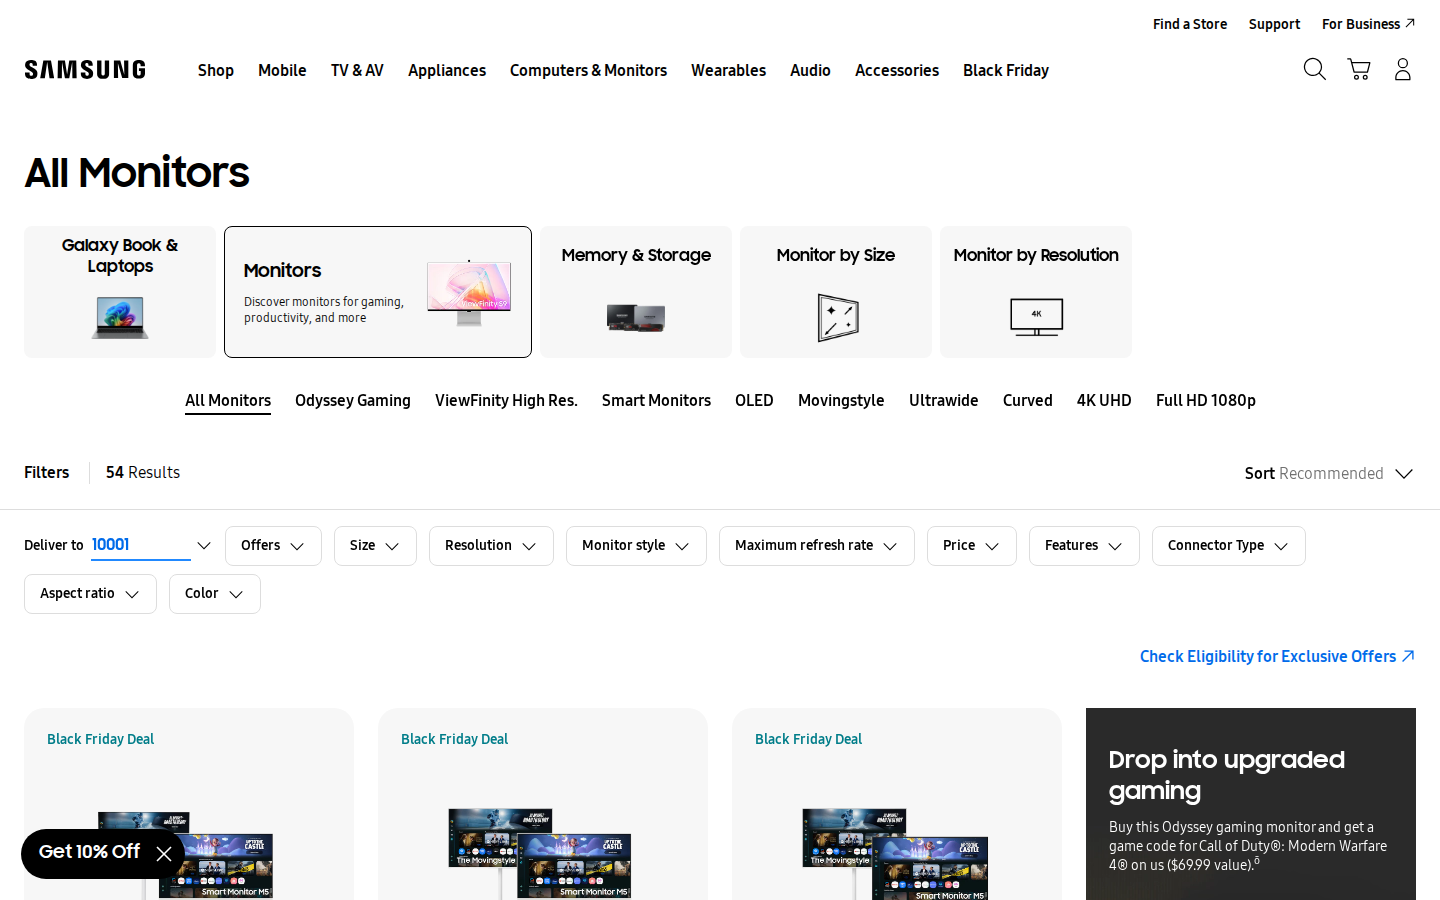 Find a Store Support For Business
SAMSUNG Shop Mobile TV & AV Appliances Computers & Monitors Wearables Audio Accessories Black Friday
All Monitors
Galaxy Book &
Laptops
Monitors
Discover monitors for gaming,
productivity, and more
ViewFinity S9
Memory & Storage
Monitor by Size
Monitor by Resolution
4K
All Monitors Odyssey Gaming ViewFinity High Res. Smart Monitors OLED Movingstyle Ultrawide Curved 4K UHD Full HD 1080p
Filters 54 Results Sort Recommended
Deliver to 10001 Offers Size Resolution Monitor style Maximum refresh rate Price Features Connector Type
Aspect ratio Color
Check Eligibility for Exclusive Offers
Black Friday Deal
CASTLE
Smart Monitor M5
Black Friday Deal
The Movingstyle
CASTLE
Smart Monitor M5
Black Friday Deal
The Movingstyle
CASTLE
Smart Monitor M5
Drop into upgraded
gaming
Buy this Odyssey gaming monitor and get a
game code for Call of Duty®: Modern Warfare
4® on us ($69.99 value).δ
Get 10% Off